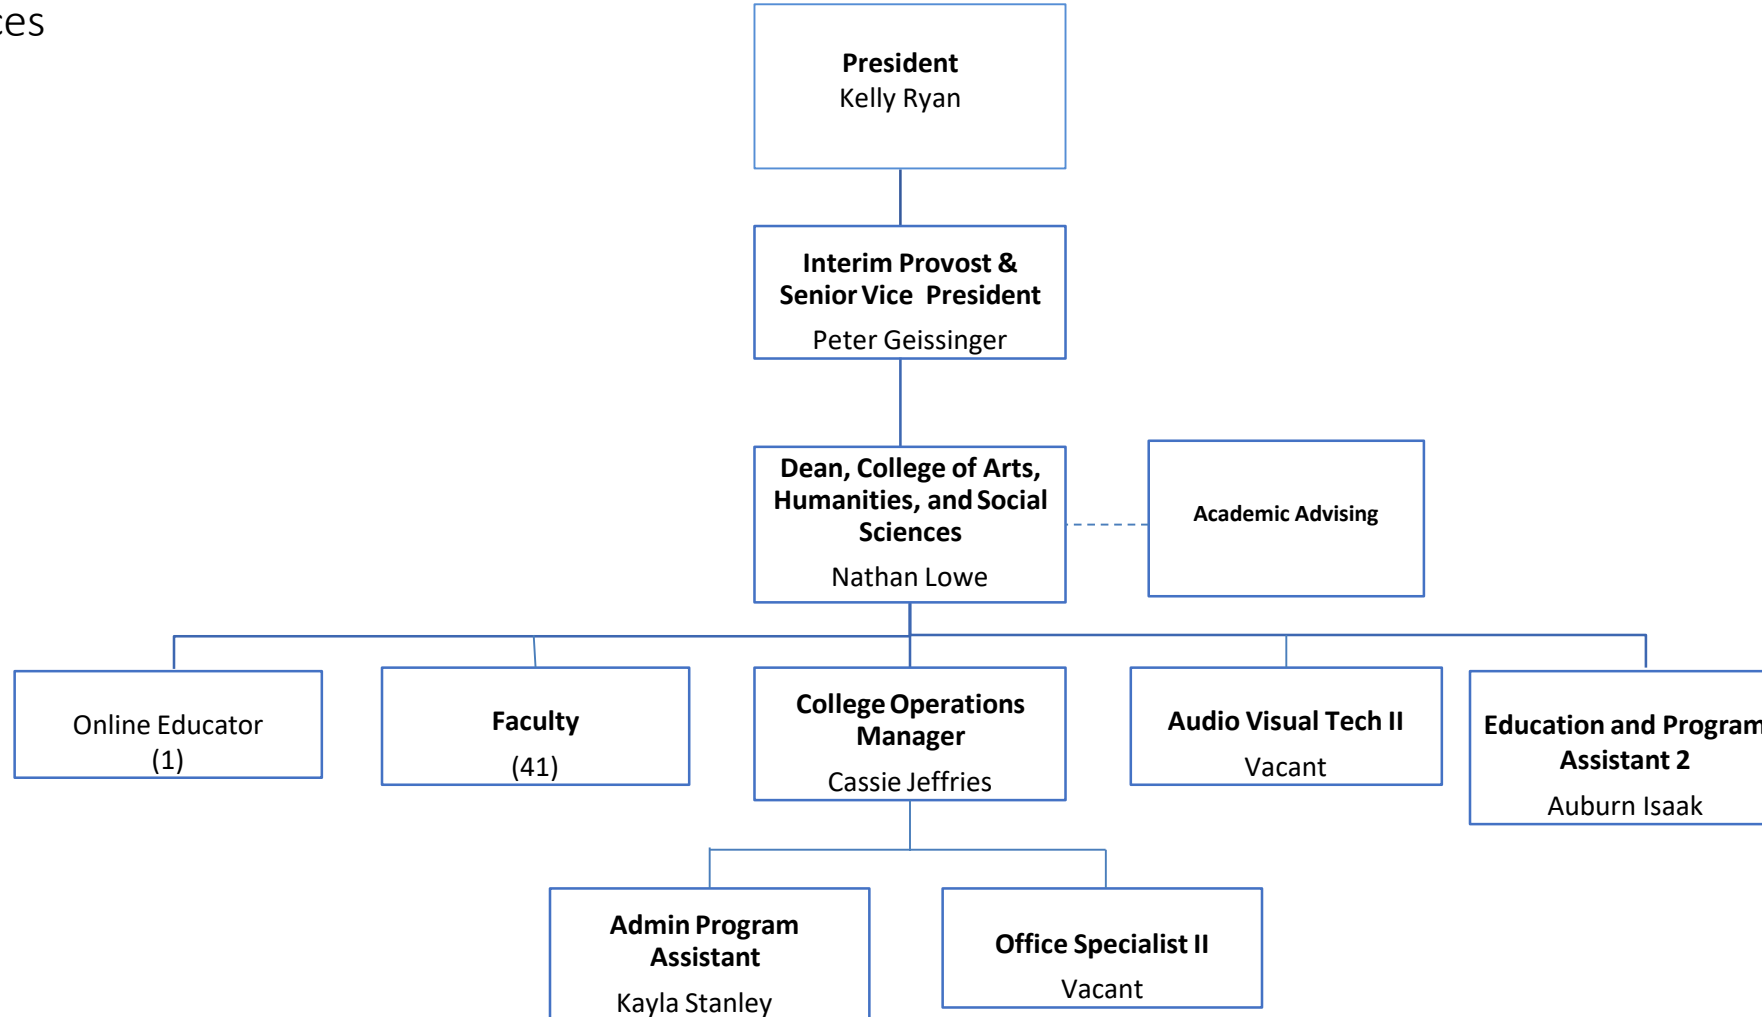 ces
President
Kelly Ryan
Interim Provost &
Senior Vice President
Peter Geissinger
Dean, College of Arts,
Humanities, and Social
Sciences
Nathan Lowe
Academic Advising
Online Educator
(1)
Faculty
(41)
College Operations
Manager
Cassie Jeffries
Audio Visual Tech II
Vacant
Education and Program
Assistant 2
Auburn Isaak
Admin Program
Assistant
Kayla Stanley
Office Specialist II
Vacant